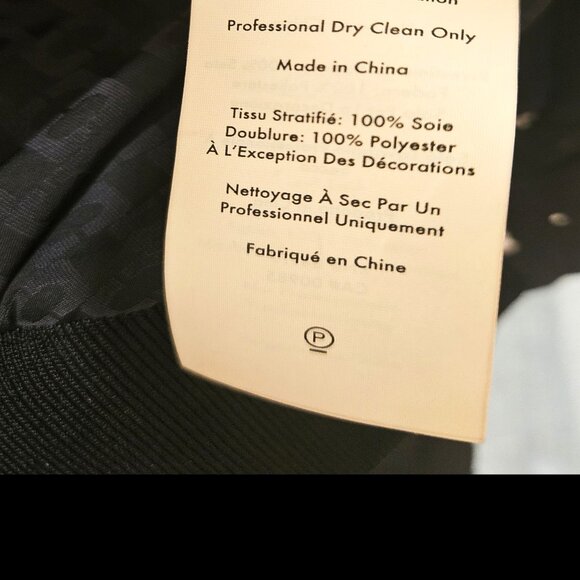 Professional Dry Clean Only
Made in China
Tissu Stratifié: 100% Soie
Doublure: 100% Polyester
À L'Exception Des Décorations
Nettoyage À Sec Par Un
Professionnel Uniquement
Fabriqué en Chine
P